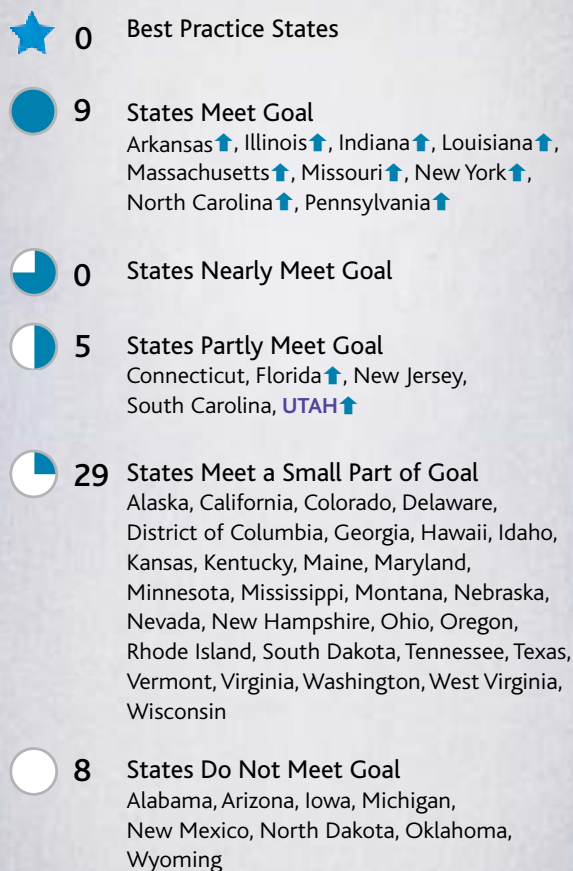 0 Best Practice States
9 States Meet Goal
Arkansas⬆, Illinois⬆, Indiana⬆, Louisiana⬆,
Massachusetts⬆, Missouri⬆, New York⬆,
North Carolina⬆, Pennsylvania⬆
0 States Nearly Meet Goal
5 States Partly Meet Goal
Connecticut, Florida⬆, New Jersey,
South Carolina, UTAH⬆
29 States Meet a Small Part of Goal
Alaska, California, Colorado, Delaware,
District of Columbia, Georgia, Hawaii, Idaho,
Kansas, Kentucky, Maine, Maryland,
Minnesota, Mississippi, Montana, Nebraska,
Nevada, New Hampshire, Ohio, Oregon,
Rhode Island, South Dakota, Tennessee, Texas,
Vermont, Virginia, Washington, West Virginia,
Wisconsin
8 States Do Not Meet Goal
Alabama, Arizona, Iowa, Michigan,
New Mexico, North Dakota, Oklahoma,
Wyoming